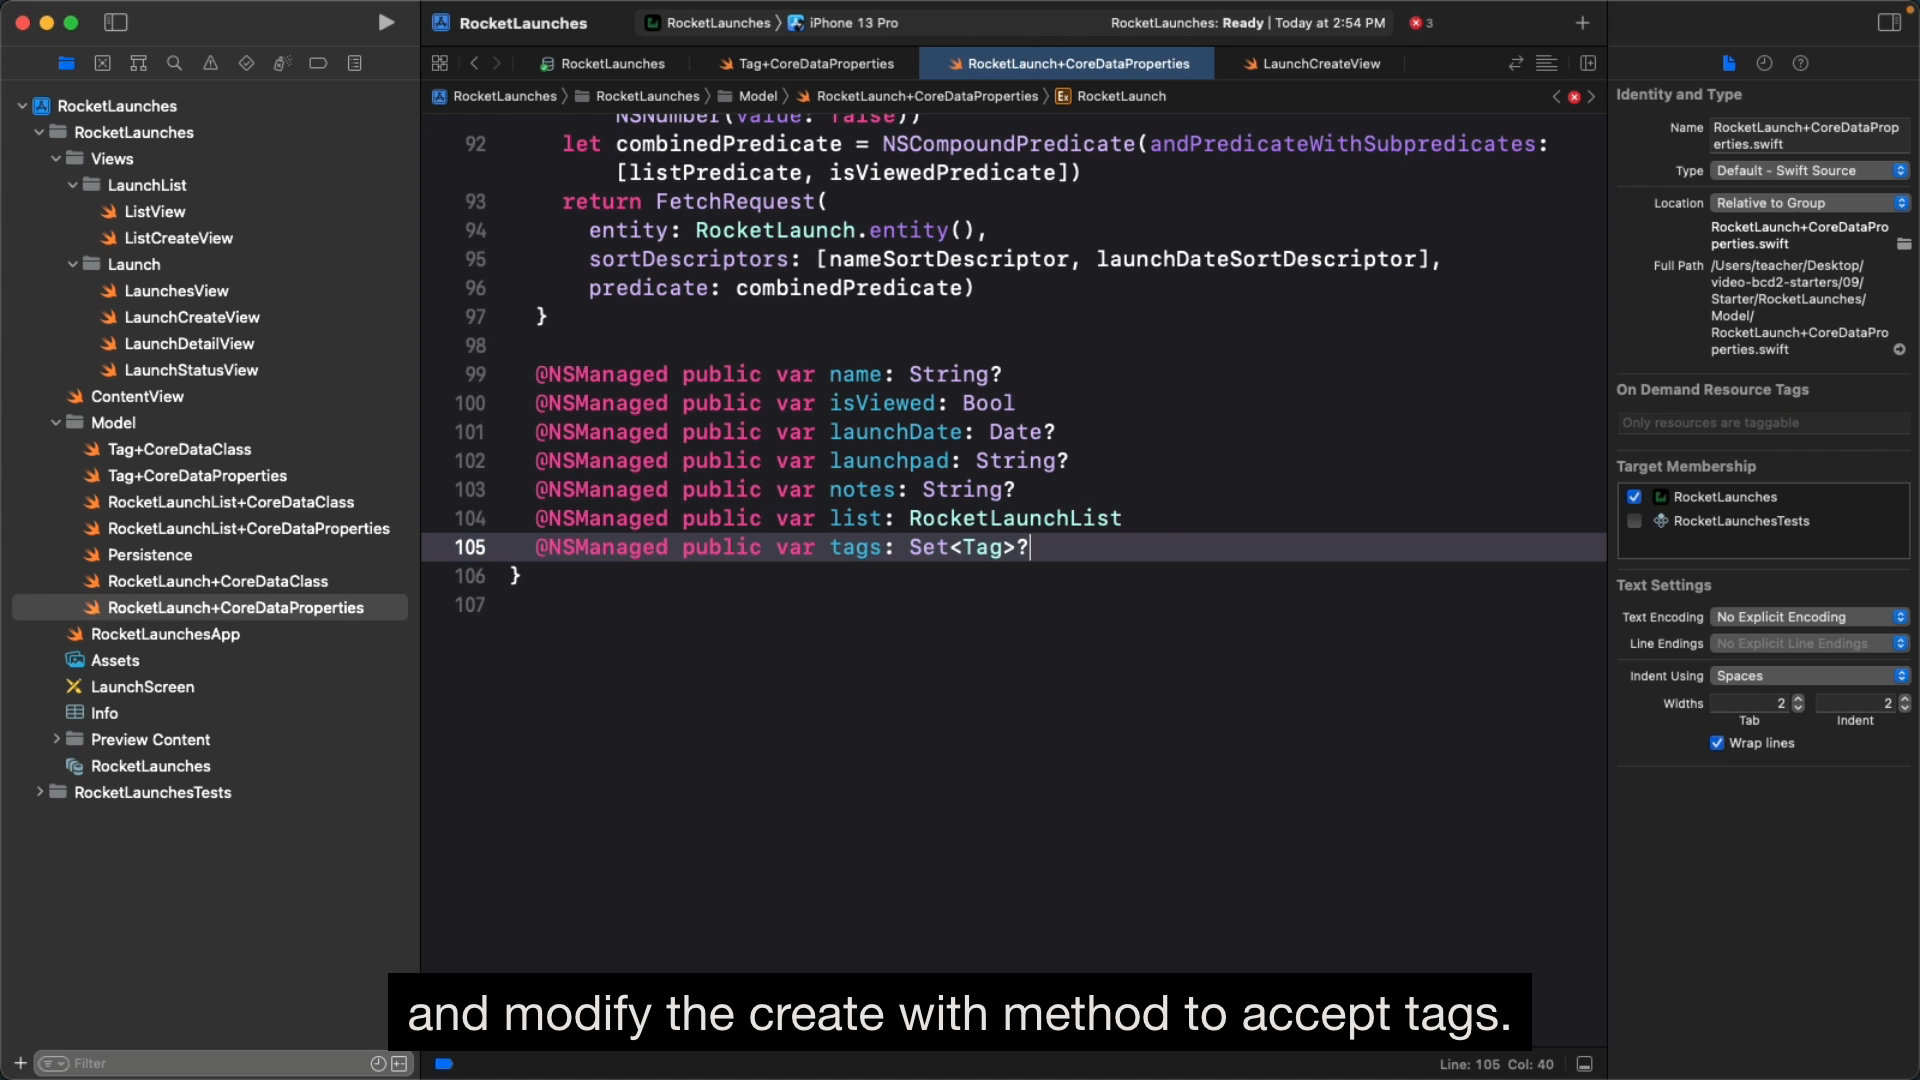 RocketLaunches
RocketLaunches
iPhone 13 Pro
RocketLaunches: Ready | Today at 2:54 PM
3
RocketLaunches
Tag+CoreDataProperties
RocketLaunch+CoreDataProperties
LaunchCreateView
RocketLaunches
RocketLaunches
Model
RocketLaunch+CoreDataProperties
Ex RocketLaunch
RocketLaunches
RocketLaunches
Views
LaunchList
ListView
ListCreateView
Launch
LaunchesView
LaunchCreateView
LaunchDetailView
LaunchStatusView
ContentView
Model
Tag+CoreDataClass
Tag+CoreDataProperties
RocketLaunchList+CoreDataClass
RocketLaunchList+CoreDataProperties
Persistence
RocketLaunch+CoreDataClass
RocketLaunch+CoreDataProperties
RocketLaunchesApp
Assets
LaunchScreen
Info
Preview Content
RocketLaunches
RocketLaunchesTests
Filter
NSNumber(value: false))
92 let combinedPredicate = NSCompoundPredicate(andPredicateWithSubpredicates:
[listPredicate, isViewedPredicate])
93 return FetchRequest(
94 entity: RocketLaunch.entity(),
95 sortDescriptors: [nameSortDescriptor, launchDateSortDescriptor],
96 predicate: combinedPredicate)
97 }
98
99 @NSManaged public var name: String?
100 @NSManaged public var isViewed: Bool
101 @NSManaged public var launchDate: Date?
102 @NSManaged public var launchpad: String?
103 @NSManaged public var notes: String?
104 @NSManaged public var list: RocketLaunchList
105 @NSManaged public var tags: Set<Tag>?
106 }
107
and modify the create with method to accept tags.
Line: 105 Col: 40
Identity and Type
Name RocketLaunch+CoreDataProp
erties.swift
Type Default - Swift Source
Location Relative to Group
RocketLaunch+CoreDataPro
perties.swift
Full Path /Users/teacher/Desktop/
video-bcd2-starters/09/
Starter/RocketLaunches/
Model/
RocketLaunch+CoreDataPro
perties.swift
On Demand Resource Tags
Only resources are taggable
Target Membership
RocketLaunches
RocketLaunchesTests
Text Settings
Text Encoding No Explicit Encoding
Line Endings No Explicit Line Endings
Indent Using Spaces
Widths 2 2
Tab Indent
Wrap lines